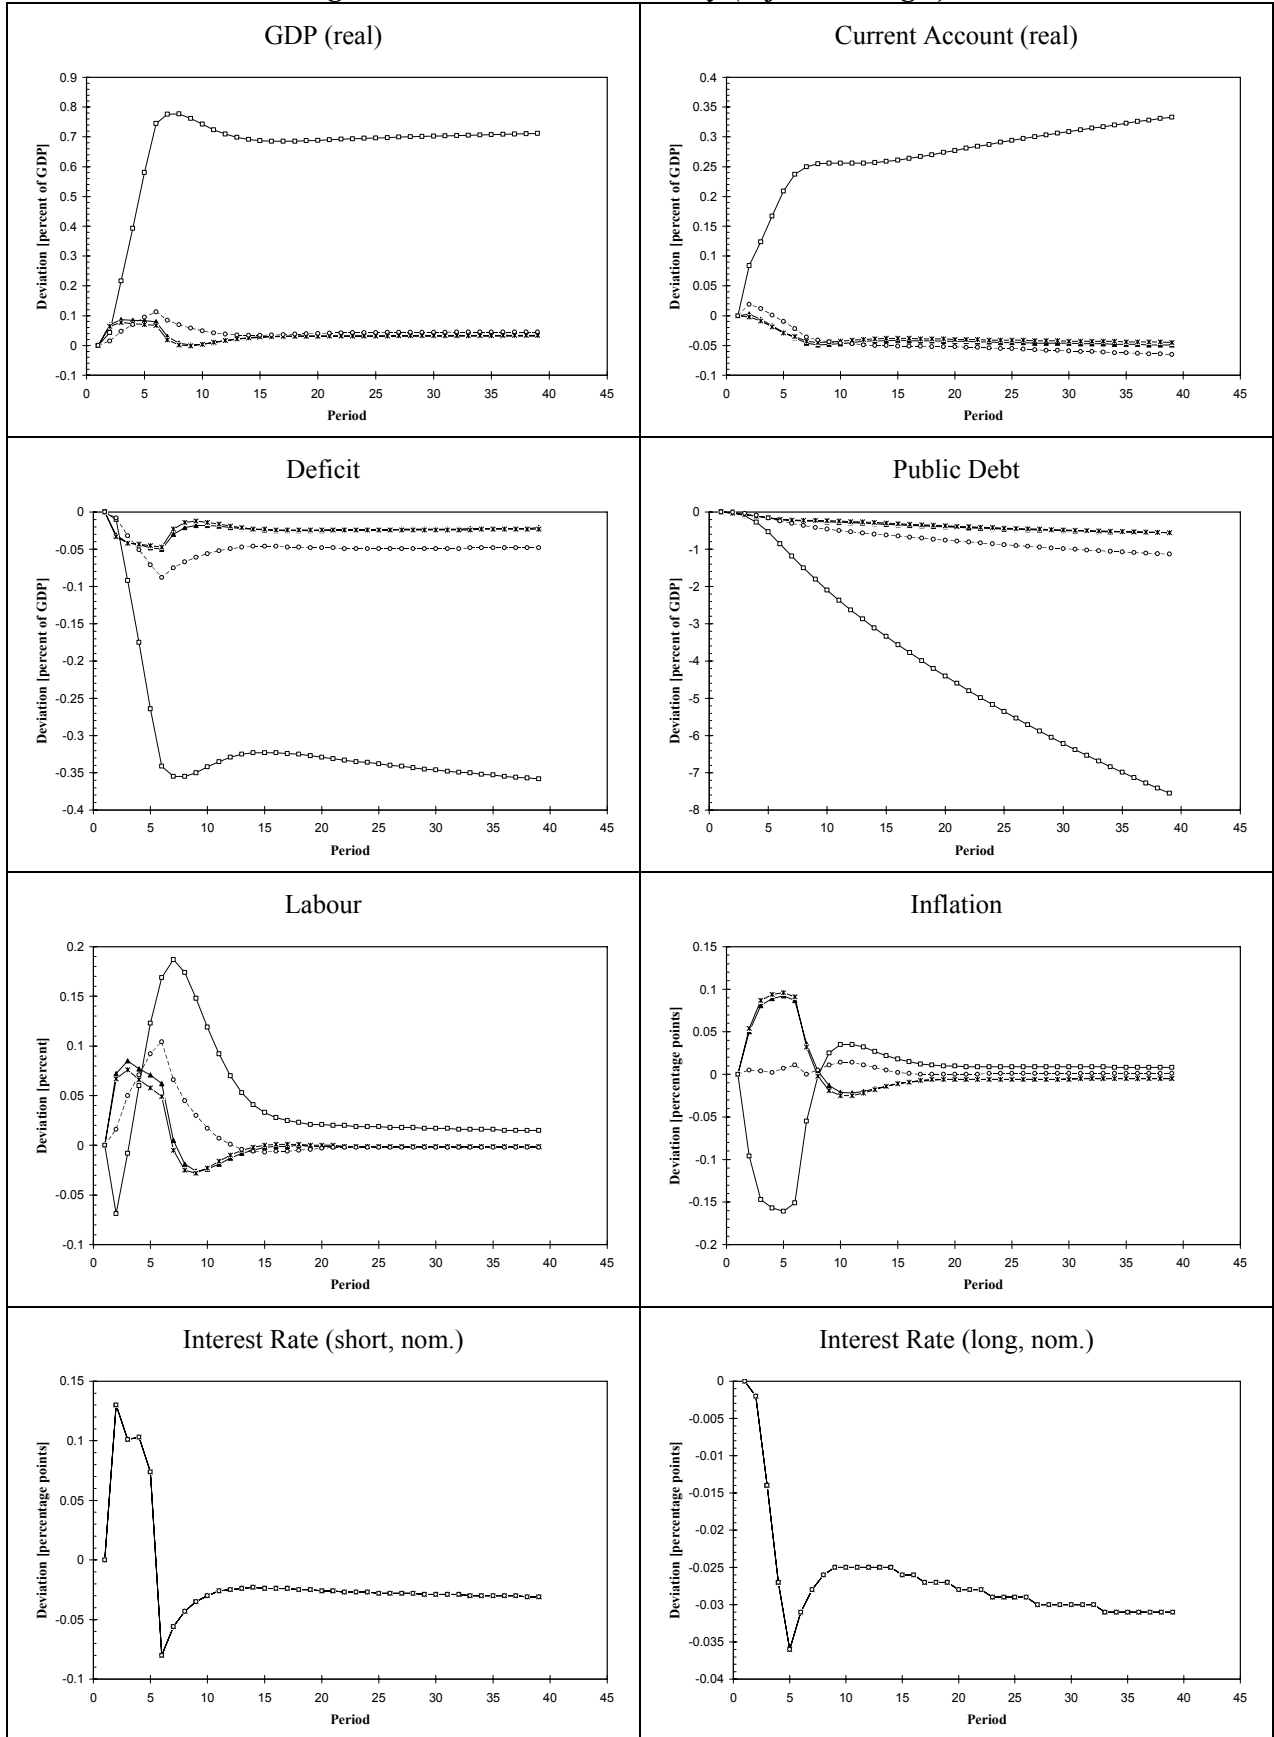 GDP (real)
Deviation [percent of GDP]
0.9
0.8
0.7
0.6
0.5
0.4
0.3
0.2
0.1
0
-0.1
0 5 10 15 20 25 30 35 40 45
Period
Current Account (real)
Deviation [percent of GDP]
0.4
0.35
0.3
0.25
0.2
0.15
0.1
0.05
0
-0.05
-0.1
0 5 10 15 20 25 30 35 40 45
Period
Deficit
Deviation [percent of GDP]
0
-0.05
-0.1
-0.15
-0.2
-0.25
-0.3
-0.35
-0.4
0 5 10 15 20 25 30 35 40 45
Period
Public Debt
Deviation [percent of GDP]
0
-1
-2
-3
-4
-5
-6
-7
-8
0 5 10 15 20 25 30 35 40 45
Period
Labour
Deviation [percent]
0.2
0.15
0.1
0.05
0
-0.05
-0.1
0 5 10 15 20 25 30 35 40 45
Period
Inflation
Deviation [percentage points]
0.15
0.1
0.05
0
-0.05
-0.1
-0.15
-0.2
0 5 10 15 20 25 30 35 40 45
Period
Interest Rate (short, nom.)
Deviation [percentage points]
0.15
0.1
0.05
0
-0.05
-0.1
0 5 10 15 20 25 30 35 40 45
Period
Interest Rate (long, nom.)
Deviation [percentage points]
0
-0.005
-0.01
-0.015
-0.02
-0.025
-0.03
-0.035
-0.04
0 5 10 15 20 25 30 35 40 45
Period